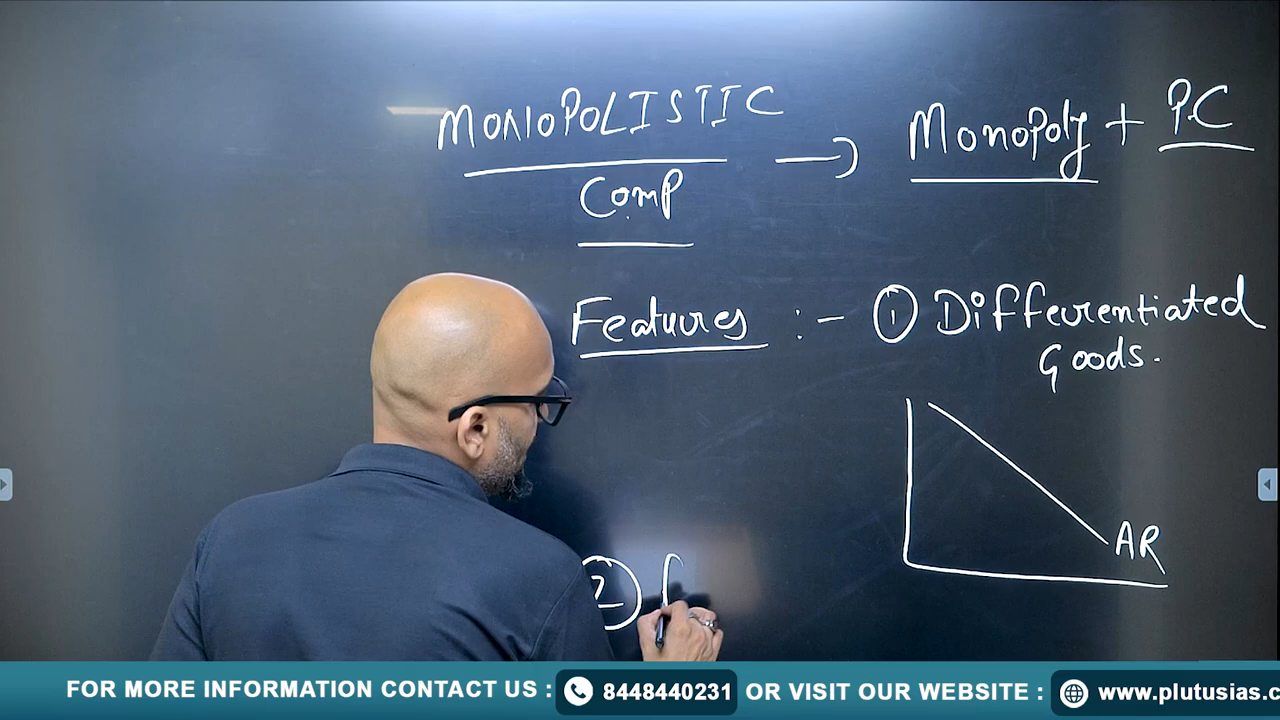 MONOPOLISTIC → Monopoly + PC
Comp
Features :- ① Differentiated
Goods.
AR
②
FOR MORE INFORMATION CONTACT US : 8448440231 OR VISIT OUR WEBSITE : www.plutusias.c